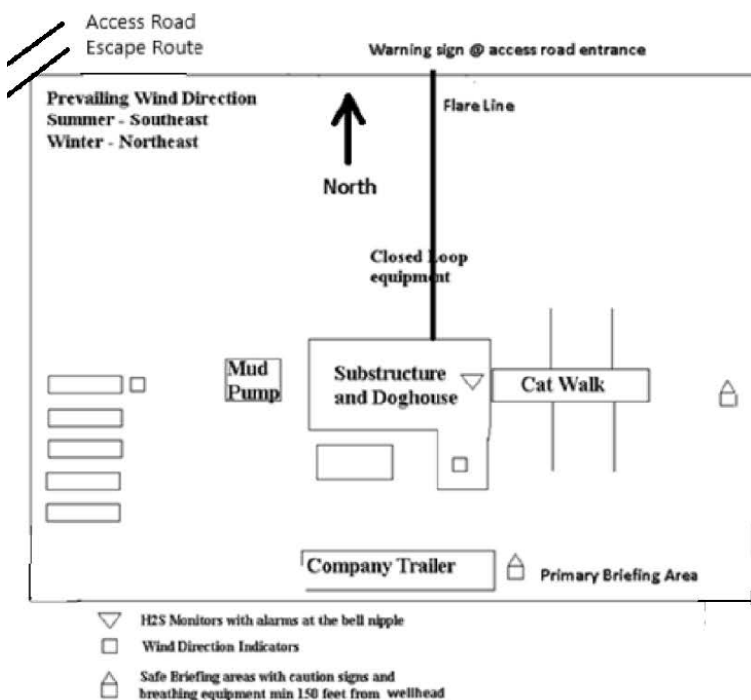 Access Road
Escape Route
Warning sign @ access road entrance
Prevailing Wind Direction
Summer - Southeast
Winter - Northeast
Flare Line
North
Closed Loop
equipment
Mud
Pump
Substructure
and Doghouse
Cat Walk
Company Trailer
Primary Briefing Area
H2S Monitors with alarms at the bell nipple
Wind Direction Indicators
Safe Briefing areas with caution signs and
breathing equipment min 150 feet from wellhead